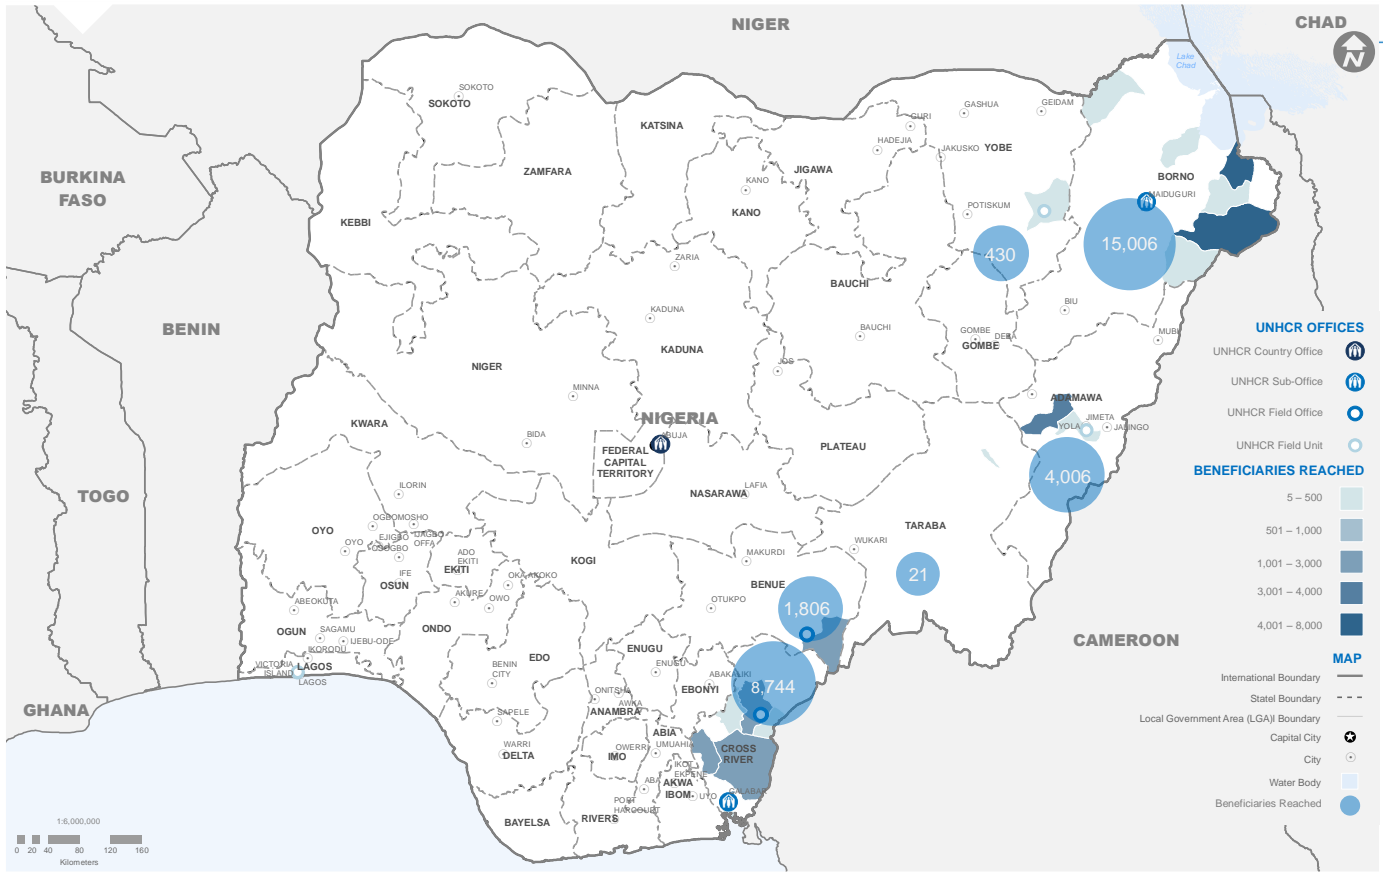 NIGER
CHAD
Lake
Chad
N
SOKOTO
SOKOTO
KATSINA
GURI
GASHUA
GEIDAM
HADEJIA
JAKUSKO
YOBE
BURKINA
FASO
ZAMFARA
JIGAWA
KANO
KANO
BORNO
MAIDUGURI
KEBBI
POTISKUM
430
15,006
ZARIA
BAUCHI
BENIN
KADUNA
KADUNA
BAUCHI
BIU
GOMBE
GOMBE
DEBA
MUBI
NIGER
JOS
MINNA
ADAMAWA
NIGERIA
KWARA
BIDA
FEDERAL
CAPITAL
TERRITORY
PLATEAU
YOLA
JIMETA
JALINGO
4,006
TOGO
ILORIN
NASARAWA
LAFIA
OYO
OGBOMOSHO
EJIGBO
IJAGBO
OFFA
OSOGBO
OYO
ADO
EKITI
EKITI
TARABA
WUKARI
MAKURDI
KOGI
IFE
OSUN
OKA-AKOKO
AKURE
OWO
21
BENUE
1,806
OTUKPO
ABEOKUTA
OGUN
SAGAMU
IJEBU-ODE
IKORODU
ONDO
VICTORIA
ISLAND
LAGOS
LAGOS
EDO
BENIN
CITY
ENUGU
ENUGU
ABAKALIKI
EBONYI
8,744
CAMEROON
GHANA
ONITSHA
AWKA
ANAMBRA
SAPELE
ABIA
WARRI
DELTA
OWERRI
IMO
UMUAHIA
CROSS
RIVER
IKOT
EKPENE
ABA
AKWA
IBOM
UYO
CALABAR
PORT
HARCOURT
RIVERS
BAYELSA
UNHCR OFFICES
UNHCR Country Office
UNHCR Sub-Office
UNHCR Field Office
UNHCR Field Unit
BENEFICIARIES REACHED
5 – 500
501 – 1,000
1,001 – 3,000
3,001 – 4,000
4,001 – 8,000
MAP
International Boundary
Statel Boundary
Local Government Area (LGA)l Boundary
Capital City
City
Water Body
Beneficiaries Reached
1:6,000,000
0 20 40 80 120 160
Kilometers